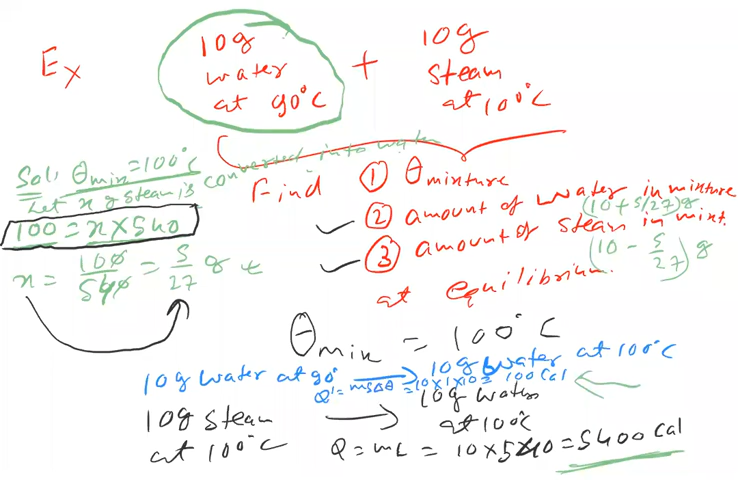 Ex 10g water at 90°C + 10g steam at 100°C
Sol: θmin = 100°C
Let x g steam is converted into water
100 = x × 540
x = 100/540 = 5/27 g
Find ① θmixture
② amount of water in mixture
(10 + 5/27) g
③ amount of steam in mixt.
(10 - 5/27) g
at equilibrium.
θmix = 100°C
10g water at 90° → 10g water at 100°C
Q' = msΔθ = 10×1×10 = 100 Cal
10g steam at 100°C → 10g water at 100°C
Q = mL = 10×540 = 5400 Cal